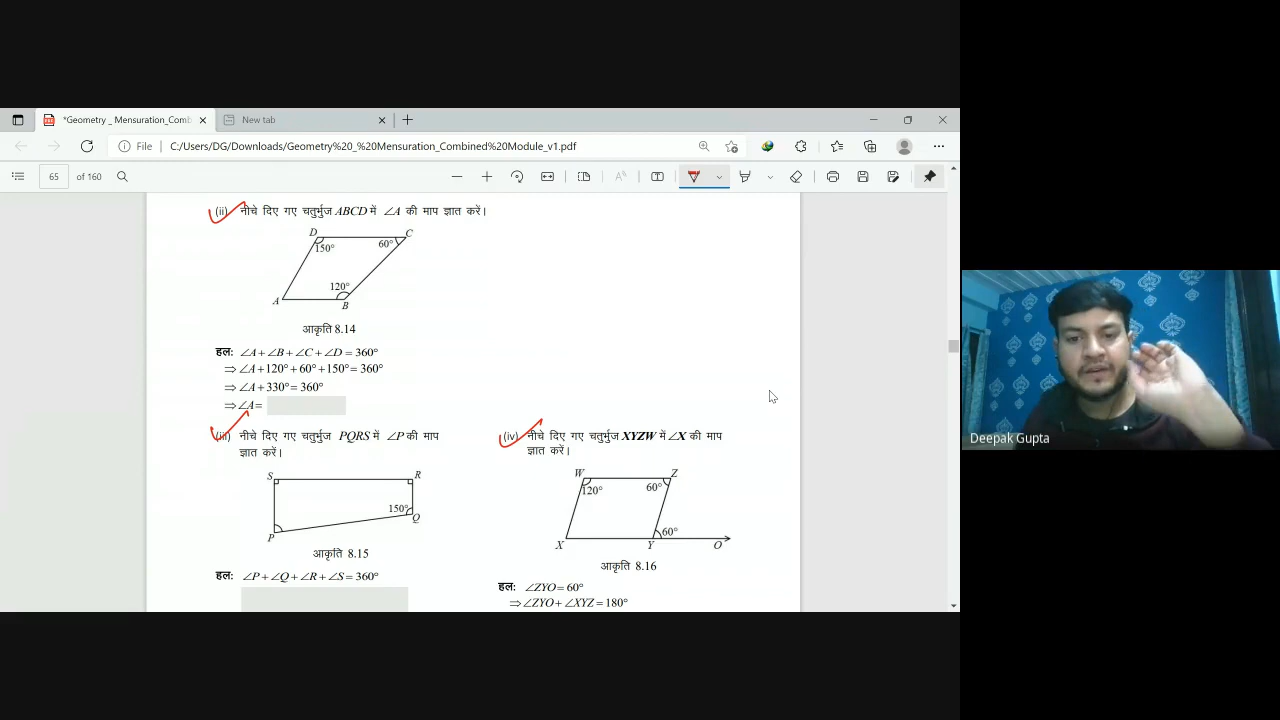 *Geometry _ Mensuration_Comb
New tab
File
C:/Users/DG/Downloads/Geometry%20_%20Mensuration_Combined%20Module_v1.pdf
65 of 160
(ii) नीचे दिए गए चतुर्भुज ABCD में ∠A की माप ज्ञात करें।
D
C
150°
60°
120°
A
B
आकृति 8.14
हल: ∠A+∠B+∠C+∠D=360°
⇒∠A+120°+60°+150°=360°
⇒∠A+330°=360°
⇒∠A=
(iii) नीचे दिए गए चतुर्भुज PQRS में ∠P की माप
ज्ञात करें।
S
R
150°
Q
P
आकृति 8.15
हल: ∠P+∠Q+∠R+∠S=360°
(iv) नीचे दिए गए चतुर्भुज XYZW में ∠X की माप
ज्ञात करें।
W
Z
120°
60°
60°
X
Y
O
आकृति 8.16
हल: ∠ZYO=60°
⇒∠ZYO+∠XYZ=180°
Deepak Gupta